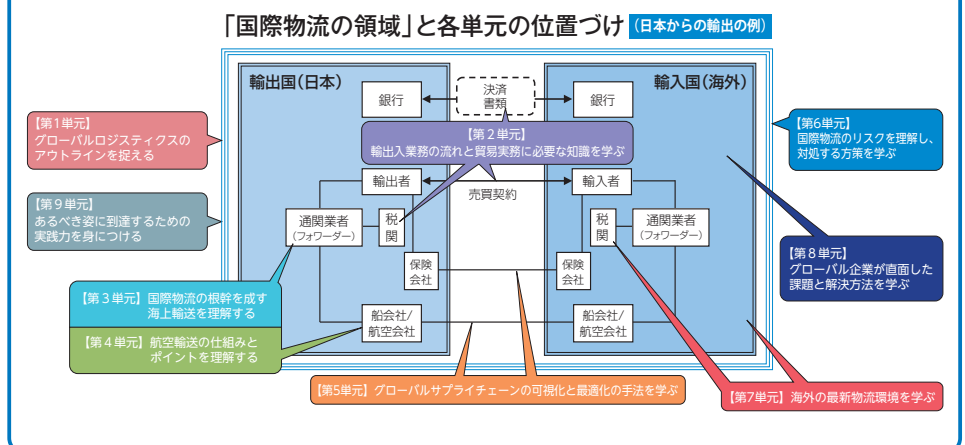 「国際物流の領域」と各単元の位置づけ（日本からの輸出の例）
輸出国（日本）
輸入国（海外）
銀行
決済
書類
銀行
【第1単元】
グローバルロジスティクスの
アウトラインを捉える
【第２単元】
輸出入業務の流れと貿易実務に必要な知識を学ぶ
【第6単元】
国際物流のリスクを理解し、
対処する方策を学ぶ
輸出者
輸入者
売買契約
【第９単元】
あるべき姿に到達するための
実践力を身につける
通関業者
（フォワーダー）
税
関
税
関
通関業者
（フォワーダー）
【第８単元】
グローバル企業が直面した
課題と解決方法を学ぶ
保険
会社
保険
会社
【第３単元】国際物流の根幹を成す
海上輸送を理解する
【第４単元】航空輸送の仕組みと
ポイントを理解する
船会社/
航空会社
船会社/
航空会社
【第5単元】グローバルサプライチェーンの可視化と最適化の手法を学ぶ
【第7単元】海外の最新物流環境を学ぶ